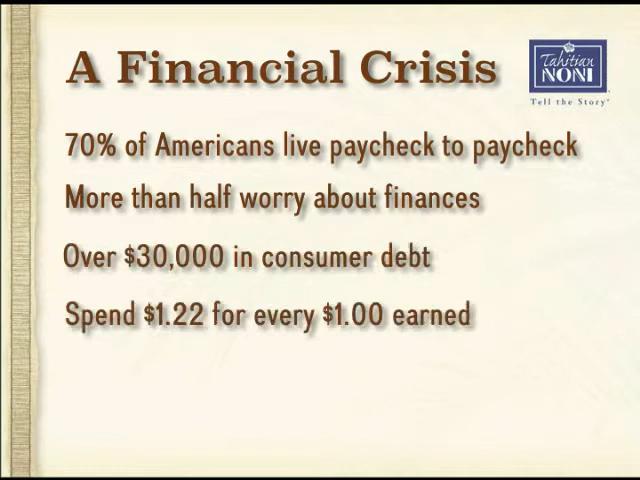 A Financial Crisis
Tahitian
NONI
Tell the Story
70% of Americans live paycheck to paycheck
More than half worry about finances
Over $30,000 in consumer debt
Spend $1.22 for every $1.00 earned